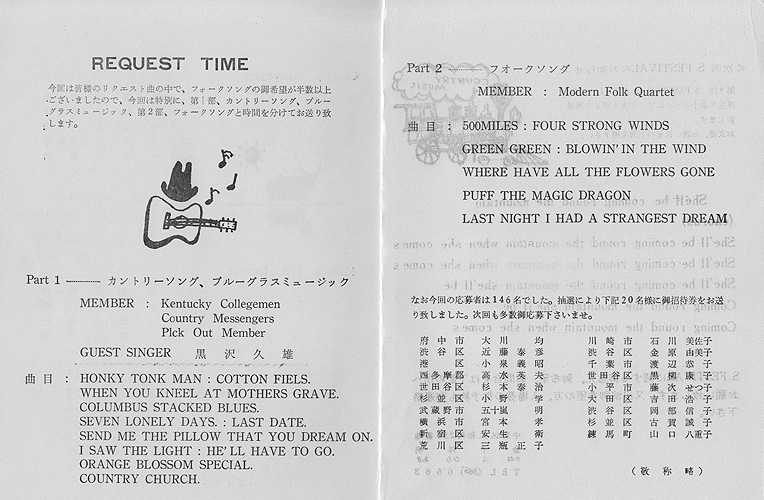 REQUEST TIME
今回は皆様のリクエスト曲の中で、フォークソングの御希望が半数以上
ございましたので、今回は特別に、第1部、カントリーソング、ブルー
グラスミュージック、第2部、フォークソングと時間を分けてお送り致
します。
Part 1 ———— カントリーソング、ブルーグラスミュージック
MEMBER : Kentucky Collegemen
Country Messengers
Pick Out Member
GUEST SINGER 黒沢久雄
曲目 : HONKY TONK MAN : COTTON FIELS.
WHEN YOU KNEEL AT MOTHERS GRAVE.
COLUMBUS STACKED BLUES.
SEVEN LONELY DAYS. : LAST DATE.
SEND ME THE PILLOW THAT YOU DREAM ON.
I SAW THE LIGHT : HE'LL HAVE TO GO.
ORANGE BLOSSOM SPECIAL.
COUNTRY CHURCH.
Part 2 ———— フォークソング
MEMBER : Modern Folk Quartet
曲目 : 500MILES : FOUR STRONG WINDS
GREEN GREEN : BLOWIN' IN THE WIND
WHERE HAVE ALL THE FLOWERS GONE
PUFF THE MAGIC DRAGON
LAST NIGHT I HAD A STRANGEST DREAM
なお今回の応募者は146名でした。抽選により下記20名様に御招待券をお送
り致しました。次回も多数御応募下さいませ。
府中市 大川均 川崎市 石川美佐子
渋谷区 近藤泰彦 渋谷区 金原由美子
港区 小泉義昭 千葉市 渡辺恭子
西多摩郡 高水英夫 世田谷区 黒柳康子
世田谷区 杉本泰治 小平市 藤次せつ子
杉並区 小野学 大田区 吉田浩子
武蔵野市 五十嵐明 渋谷区 岡部信子
横浜市 宮本孝 杉並区 古賀誠子
新宿区 安生衛 練馬町 山口八重子
荒川区 三瓶正子
(敬称略)